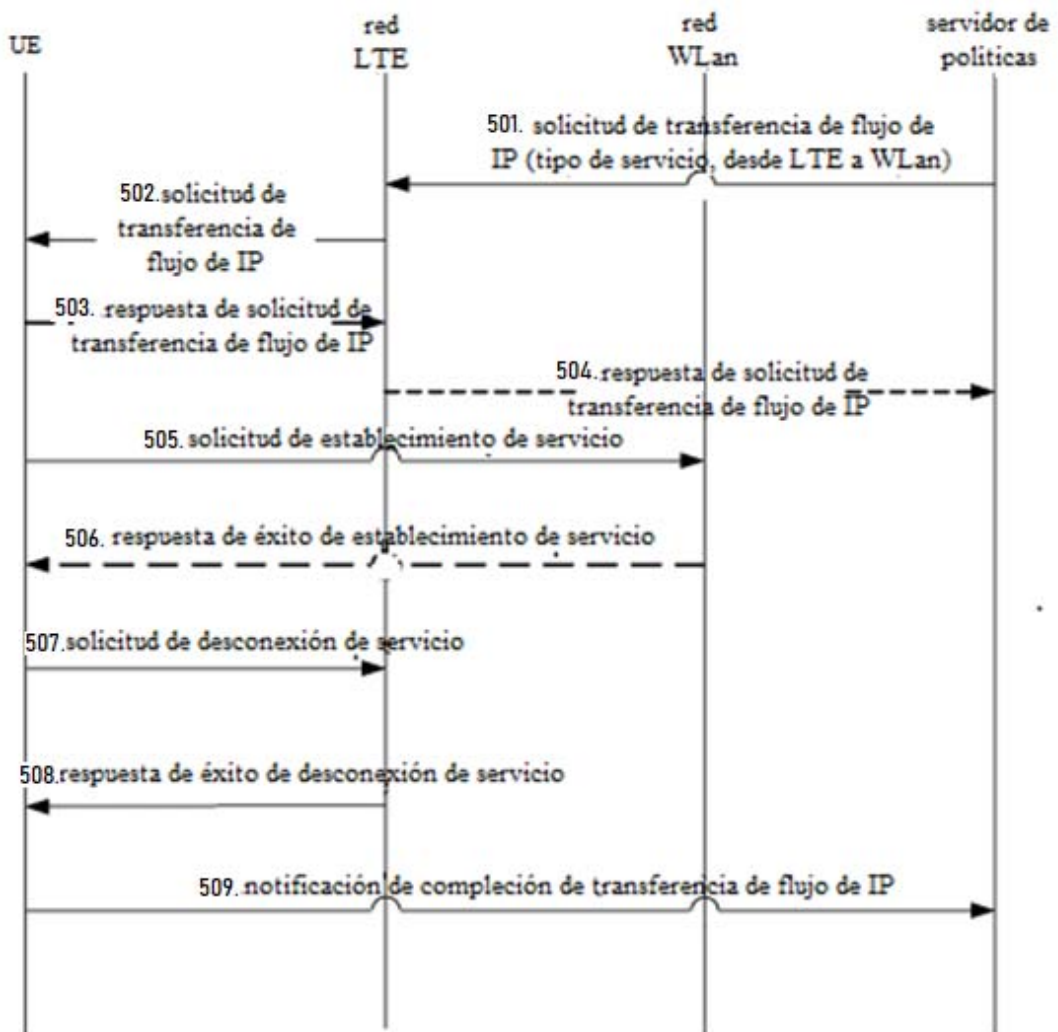 UE
red
LTE
red
WLan
servidor de
politicas
501. solicitud de transferencia de flujo de
IP (tipo de servicio, desde LTE a WLan)
502. solicitud de
transferencia de
flujo de IP
503. respuesta de solicitud de
transferencia de flujo de IP
504. respuesta de solicitud de
transferencia de flujo de IP
505. solicitud de establecimiento de servicio
506. respuesta de éxito de establecimiento de servicio
507. solicitud de desconexión de servicio
508. respuesta de éxito de desconexión de servicio
509. notificación de compleción de transferencia de flujo de IP